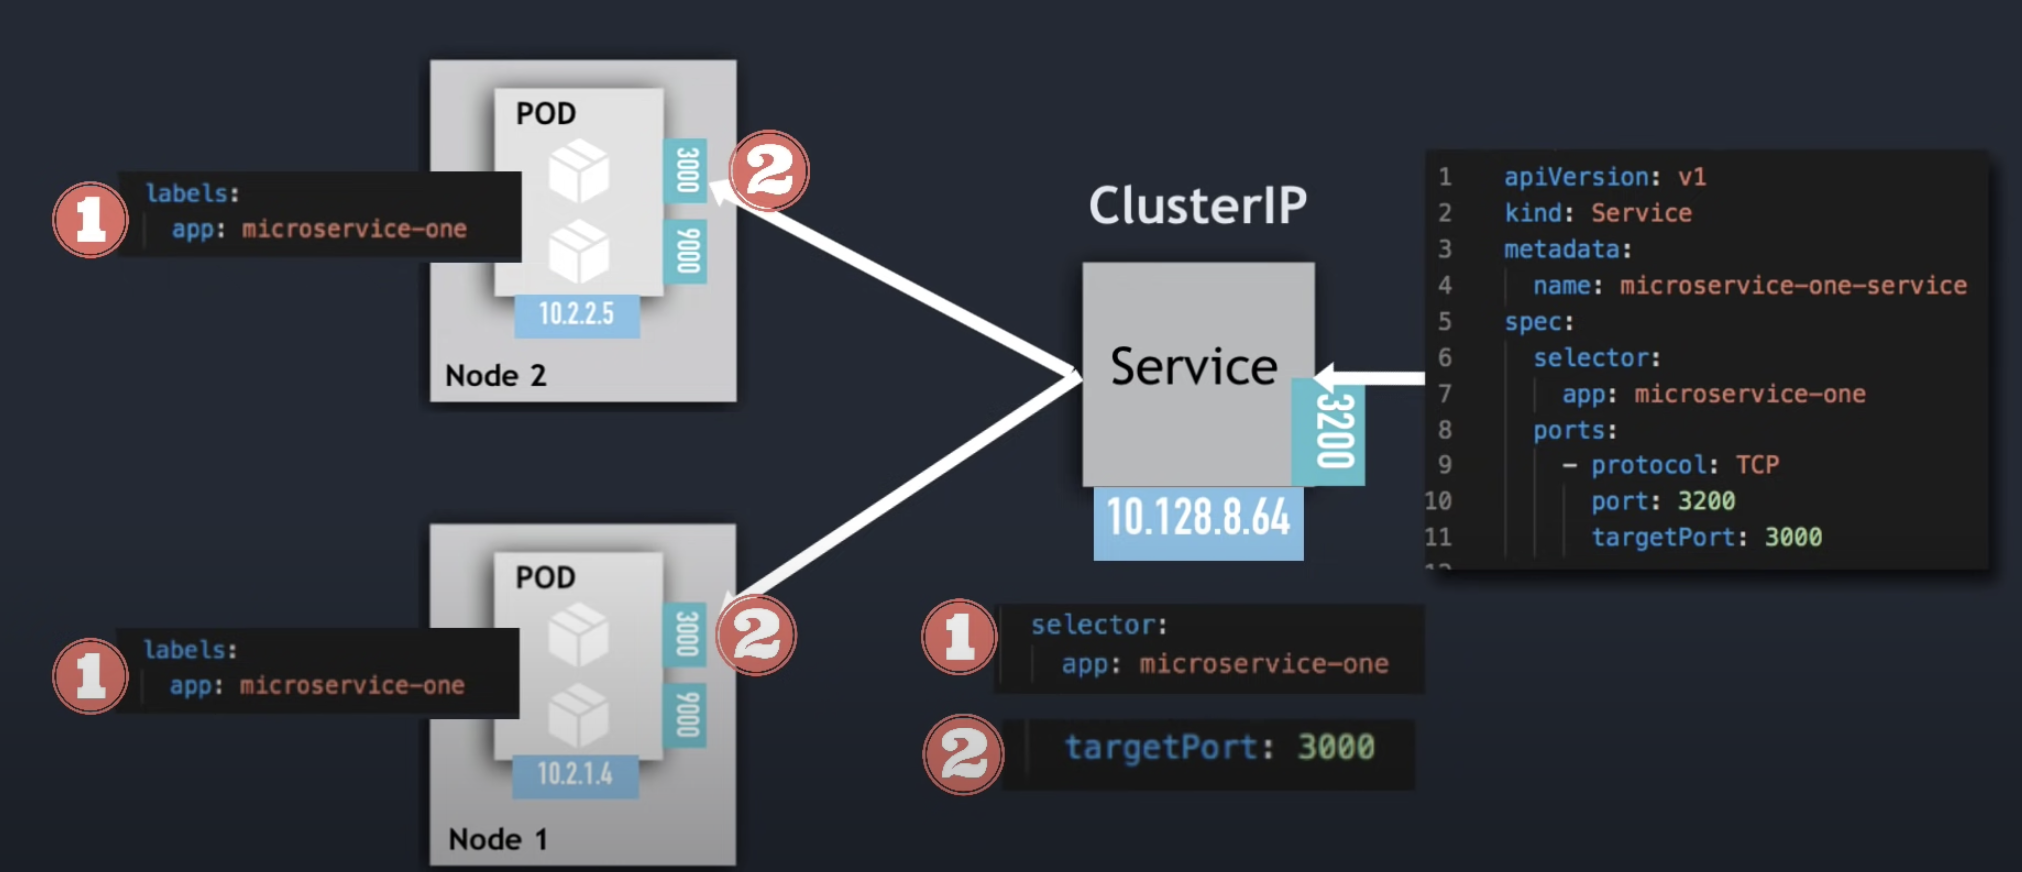 1
labels:
app: microservice-one
POD
3000
9000
10.2.2.5
Node 2
2
1
labels:
app: microservice-one
POD
3000
9000
10.2.1.4
Node 1
2
ClusterIP
Service
3200
10.128.8.64
1
selector:
app: microservice-one
2
targetPort: 3000
1 apiVersion: v1
2 kind: Service
3 metadata:
4 name: microservice-one-service
5 spec:
6 selector:
7 app: microservice-one
8 ports:
9 - protocol: TCP
10 port: 3200
11 targetPort: 3000